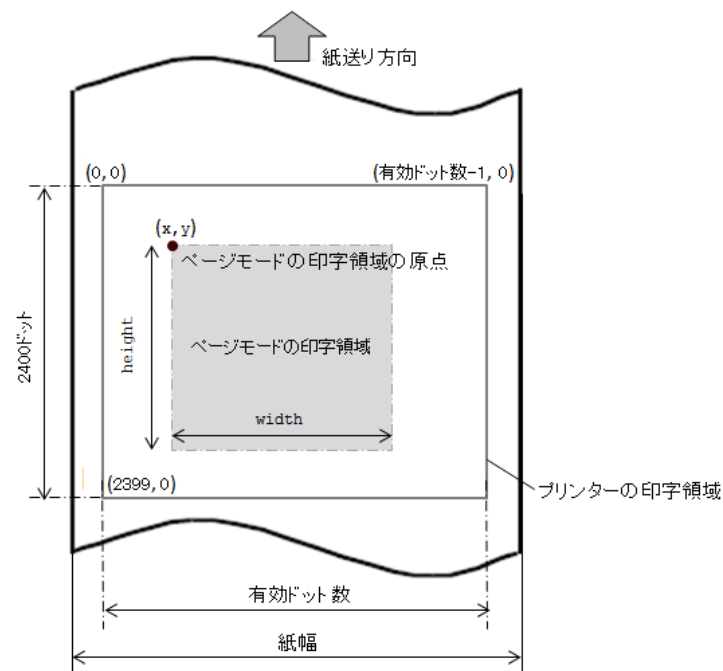 紙送り方向
(0,0)
(有効ドット数-1, 0)
(x,y)
ページモードの印字領域の原点
2400ドット
height
ページモードの印字領域
width
(2399,0)
プリンターの印字領域
有効ドット数
紙幅